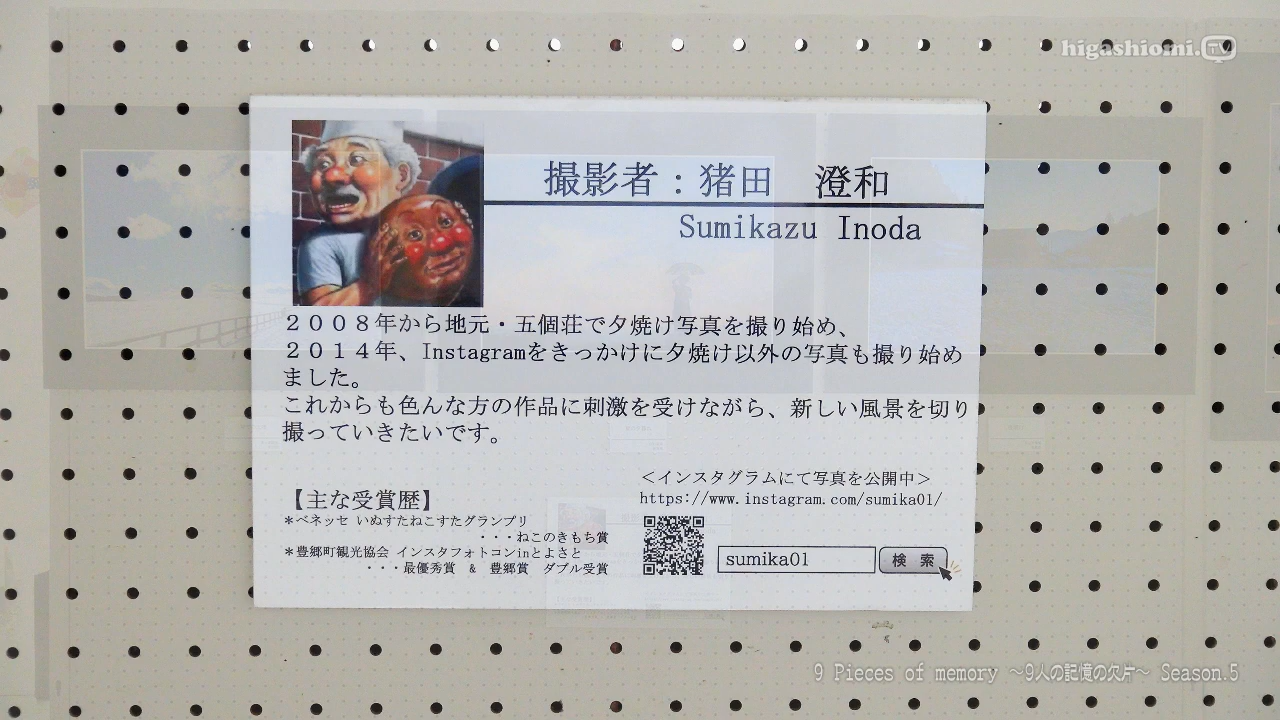 higashiomi.TV
撮影者：猪田　澄和
Sumikazu Inoda
２００８年から地元・五個荘で夕焼け写真を撮り始め、
２０１４年、Instagramをきっかけに夕焼け以外の写真も撮り始め
ました。
これからも色んな方の作品に刺激を受けながら、新しい風景を切り
撮っていきたいです。
＜インスタグラムにて写真を公開中＞
https://www.instagram.com/sumika01/
【主な受賞歴】
＊ベネッセ いぬすたねこすたグランプリ
・・・ねこのきもち賞
＊豊郷町観光協会 インスタフォトコンinとよさと
・・・最優秀賞 ＆ 豊郷賞 ダブル受賞
sumika01
検 索
9 Pieces of memory ～9人の記憶の欠片～ Season.5